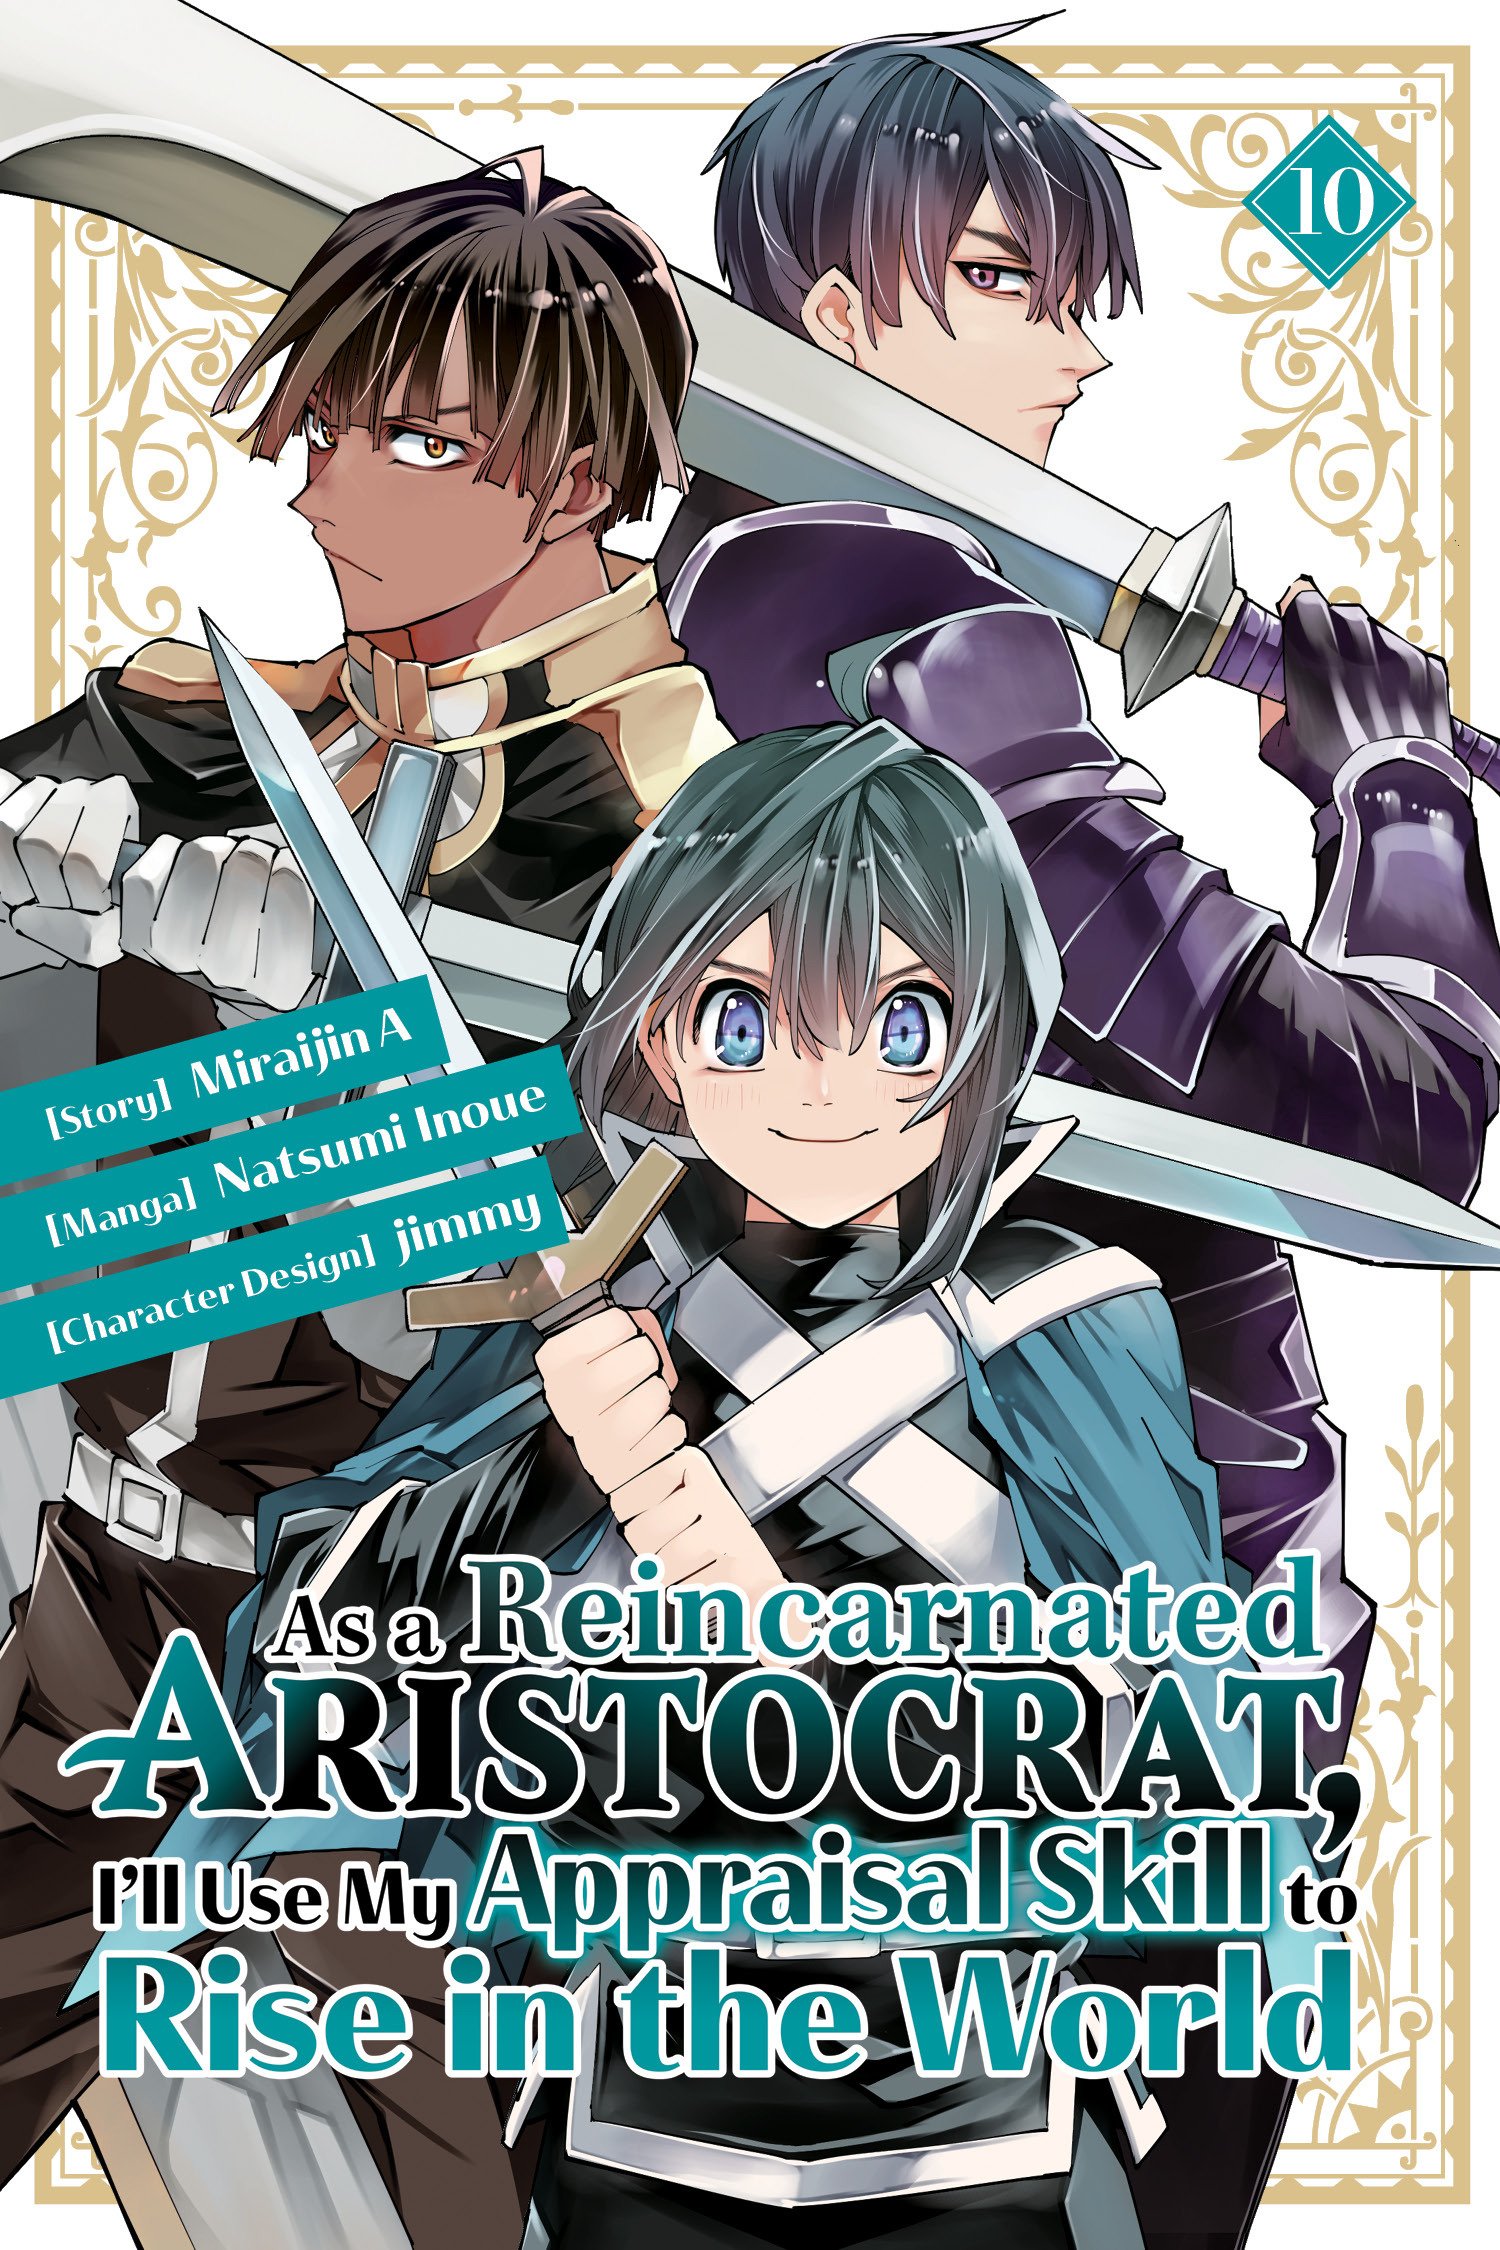 10
[Story] Miraijin A
[Manga] Natsumi Inoue
[Character Design] jimmy
As a Reincarnated
ARISTOCRAT,
I'll Use My Appraisal Skill to
Rise in the World